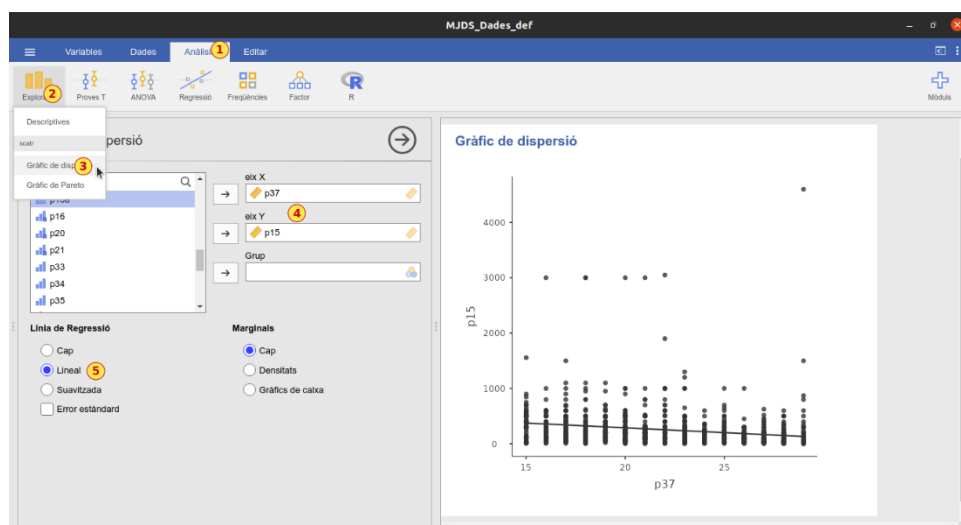 MJDS_Dades_def
Variables Dades Anàlisi 1 Editar
Explora 2 Proves T ANOVA Regressió Freqüències Factor R Mòduls
Descriptives
scatr
Gràfic de disp 3
Gràfic de Pareto
persió
p16
p20
p21
p33
p34
p35
eix X
p37
eix Y 4
p15
Grup
Línia de Regressió
Cap
Lineal 5
Suavitzada
Error estàndard
Marginals
Cap
Densitats
Gràfics de caixa
Gràfic de dispersió
4000
3000
2000
1000
0
p15
15 20 25
p37